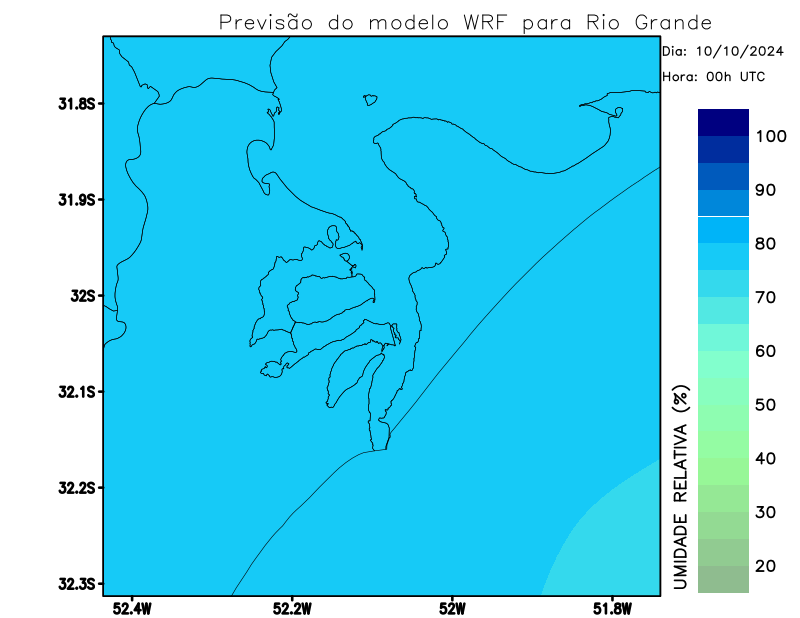 Previsão do modelo WRF para Rio Grande
Dia: 10/10/2024
Hora: 00h UTC
31.8S
31.9S
32S
32.1S
32.2S
32.3S
52.4W
52.2W
52W
51.8W
100
90
80
70
60
50
40
30
20
UMIDADE RELATIVA (%)